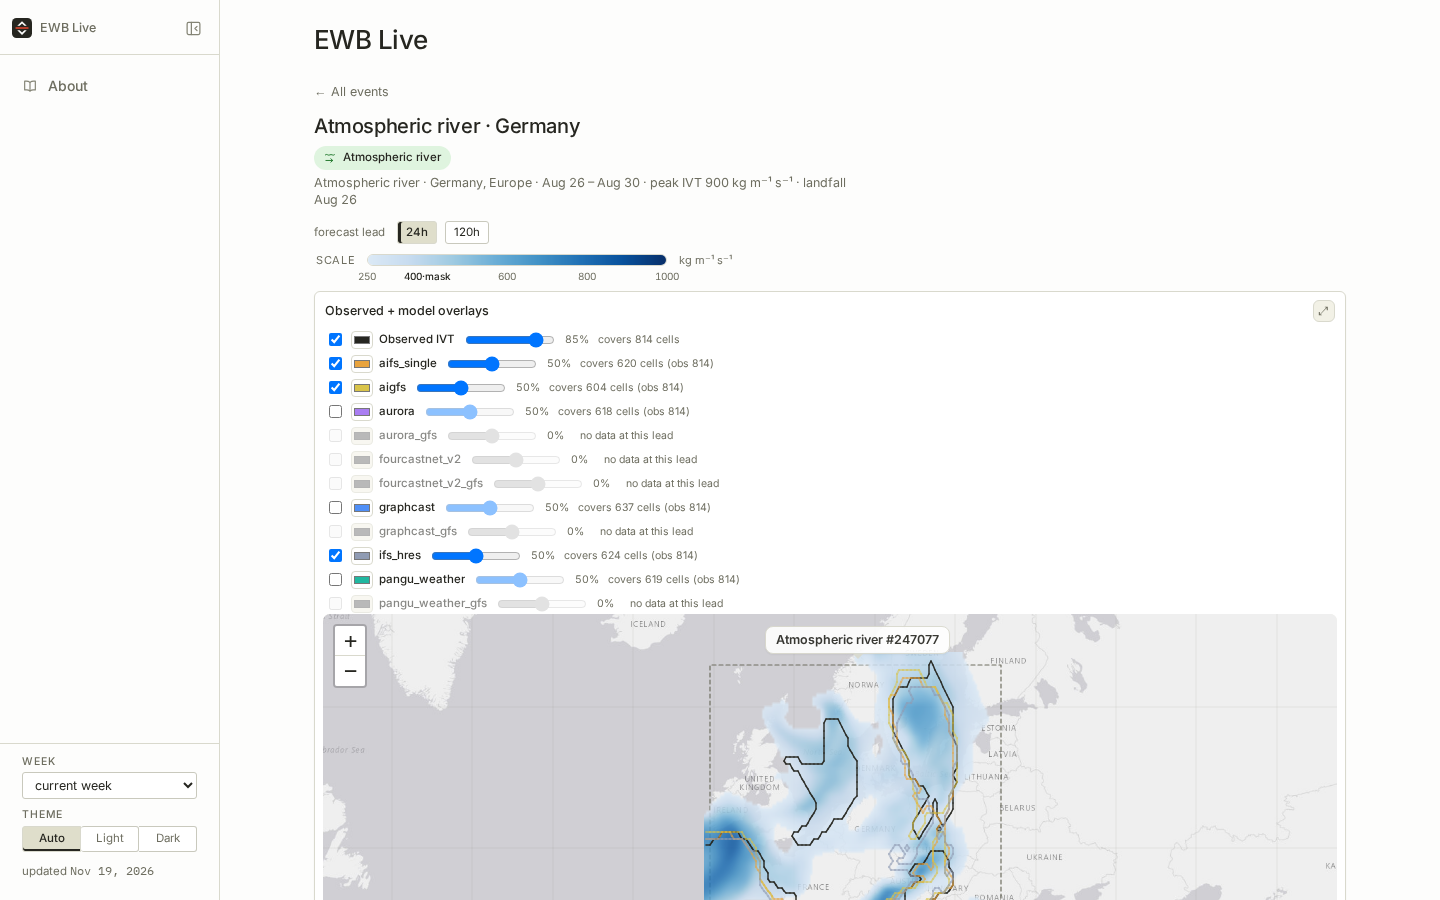 EWB Live
About
WEEK
current week
THEME
Auto Light Dark
updated Nov 19, 2026
EWB Live
← All events
Atmospheric river · Germany
Atmospheric river
Atmospheric river · Germany, Europe · Aug 26 – Aug 30 · peak IVT 900 kg m⁻¹ s⁻¹ · landfall
Aug 26
forecast lead 24h 120h
SCALE kg m⁻¹ s⁻¹
250 400·mask 600 800 1000
Observed + model overlays
Observed IVT 85% covers 814 cells
aifs_single 50% covers 620 cells (obs 814)
aigfs 50% covers 604 cells (obs 814)
aurora 50% covers 618 cells (obs 814)
aurora_gfs 0% no data at this lead
fourcastnet_v2 0% no data at this lead
fourcastnet_v2_gfs 0% no data at this lead
graphcast 50% covers 637 cells (obs 814)
graphcast_gfs 0% no data at this lead
ifs_hres 50% covers 624 cells (obs 814)
pangu_weather 50% covers 619 cells (obs 814)
pangu_weather_gfs 0% no data at this lead
+
−
Atmospheric river #247077
ICELAND
FINLAND
NORWA
ESTONIA
LATVIA
ITHUANIA
UNITED
KINGDOM
BELARUS
GERMANY
UKRAINE
KA
ANCE
ARY
ROMANIA
brador Sea